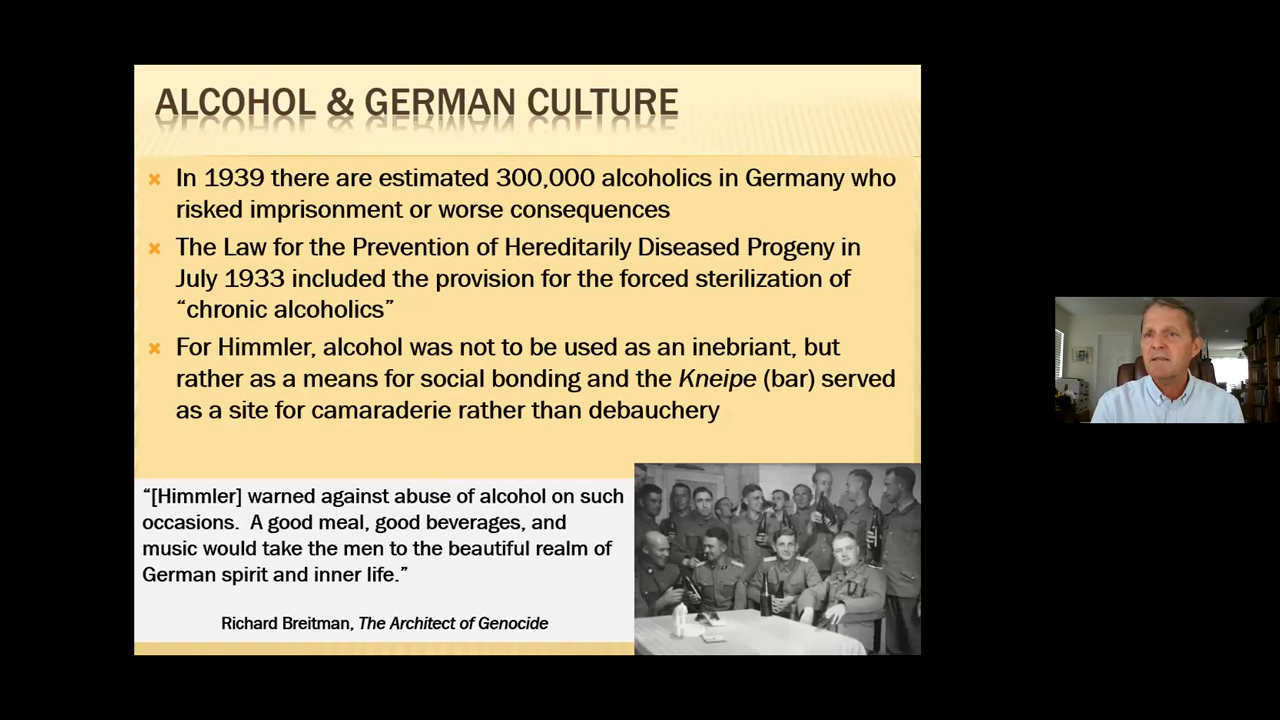 ALCOHOL & GERMAN CULTURE
In 1939 there are estimated 300,000 alcoholics in Germany who
risked imprisonment or worse consequences
The Law for the Prevention of Hereditarily Diseased Progeny in
July 1933 included the provision for the forced sterilization of
“chronic alcoholics”
For Himmler, alcohol was not to be used as an inebriant, but
rather as a means for social bonding and the Kneipe (bar) served
as a site for camaraderie rather than debauchery
“[Himmler] warned against abuse of alcohol on such
occasions.  A good meal, good beverages, and
music would take the men to the beautiful realm of
German spirit and inner life.”
Richard Breitman, The Architect of Genocide